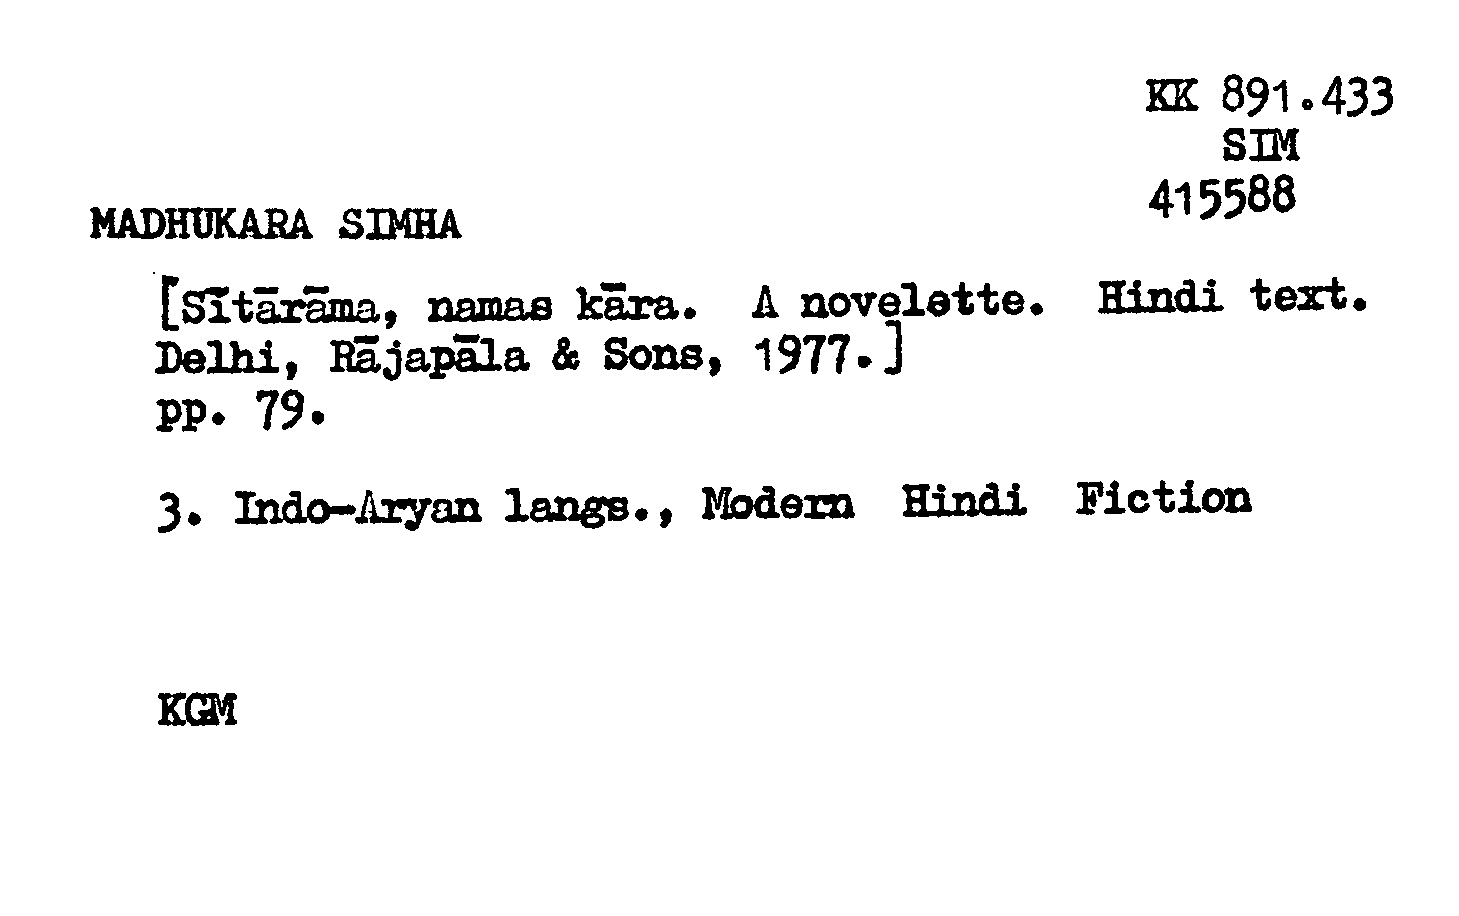 KK 891.433
SIM
415588
MADHUKARA SIMHA
[Sītārāma, namas kāra. A novelette. Hindi text.
Delhi, Rājapāla & Sons, 1977.]
pp. 79.
3. Indo-Aryan langs., Modern Hindi Fiction
KGM